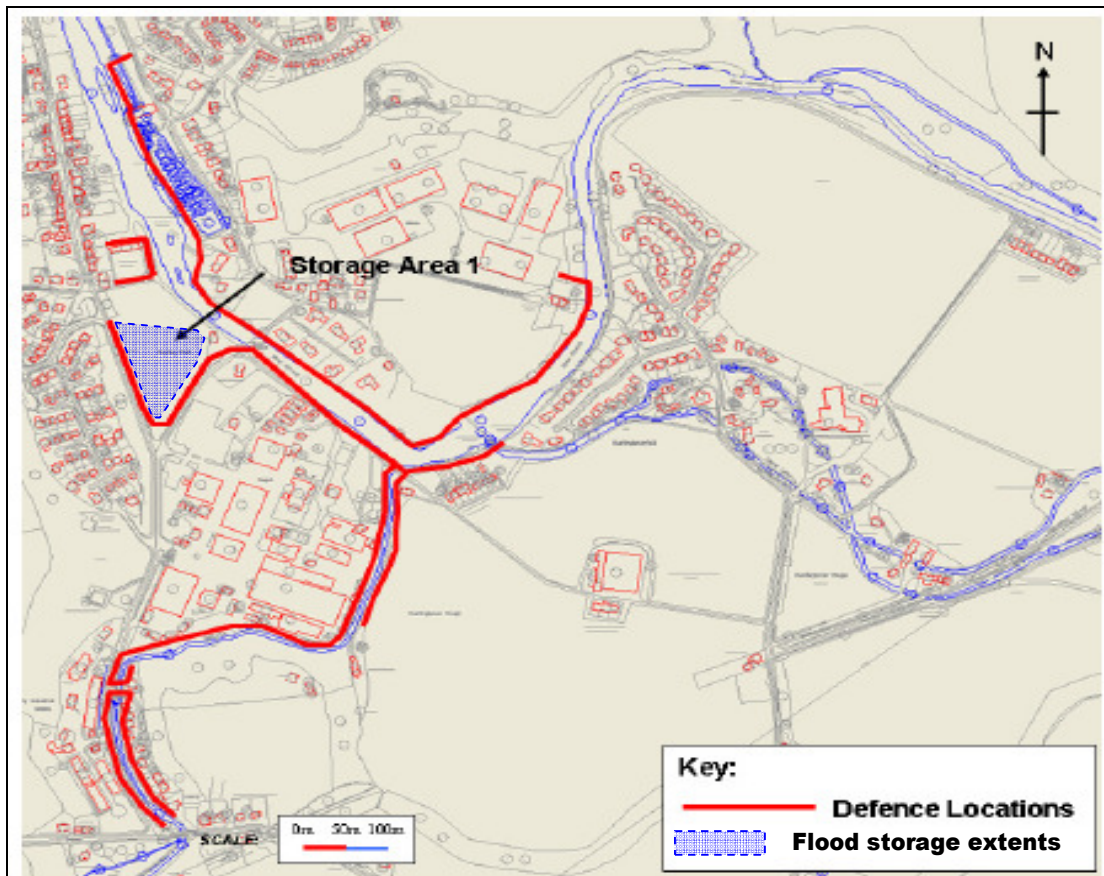 N
Storage Area 1
Key:
Defence Locations
Flood storage extents
SCALE:
0m 50m 100m